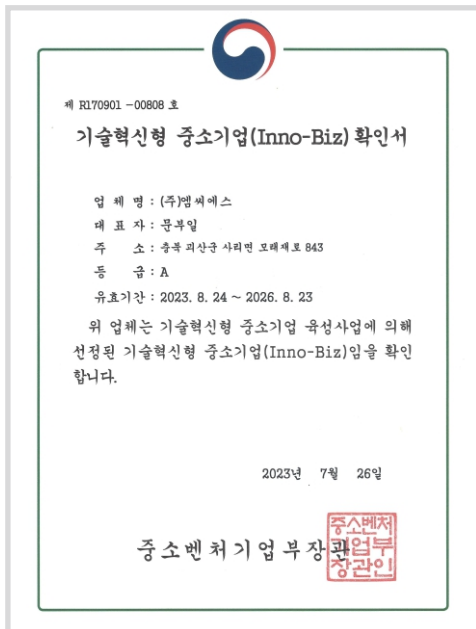 제 R170901-00808 호
기술혁신형 중소기업(Inno-Biz) 확인서
업 체 명 : (주)엠씨에스
대 표 자 : 문부일
주 소 : 충북 괴산군 사리면 모래재로 843
등 급 : A
유효기간 : 2023. 8. 24 ~ 2026. 8. 23
위 업체는 기술혁신형 중소기업 육성사업에 의해
선정된 기술혁신형 중소기업(Inno-Biz)임을 확인
합니다.
2023년 7월 26일
중소벤처기업부장관
중소벤처
기업부
장관인